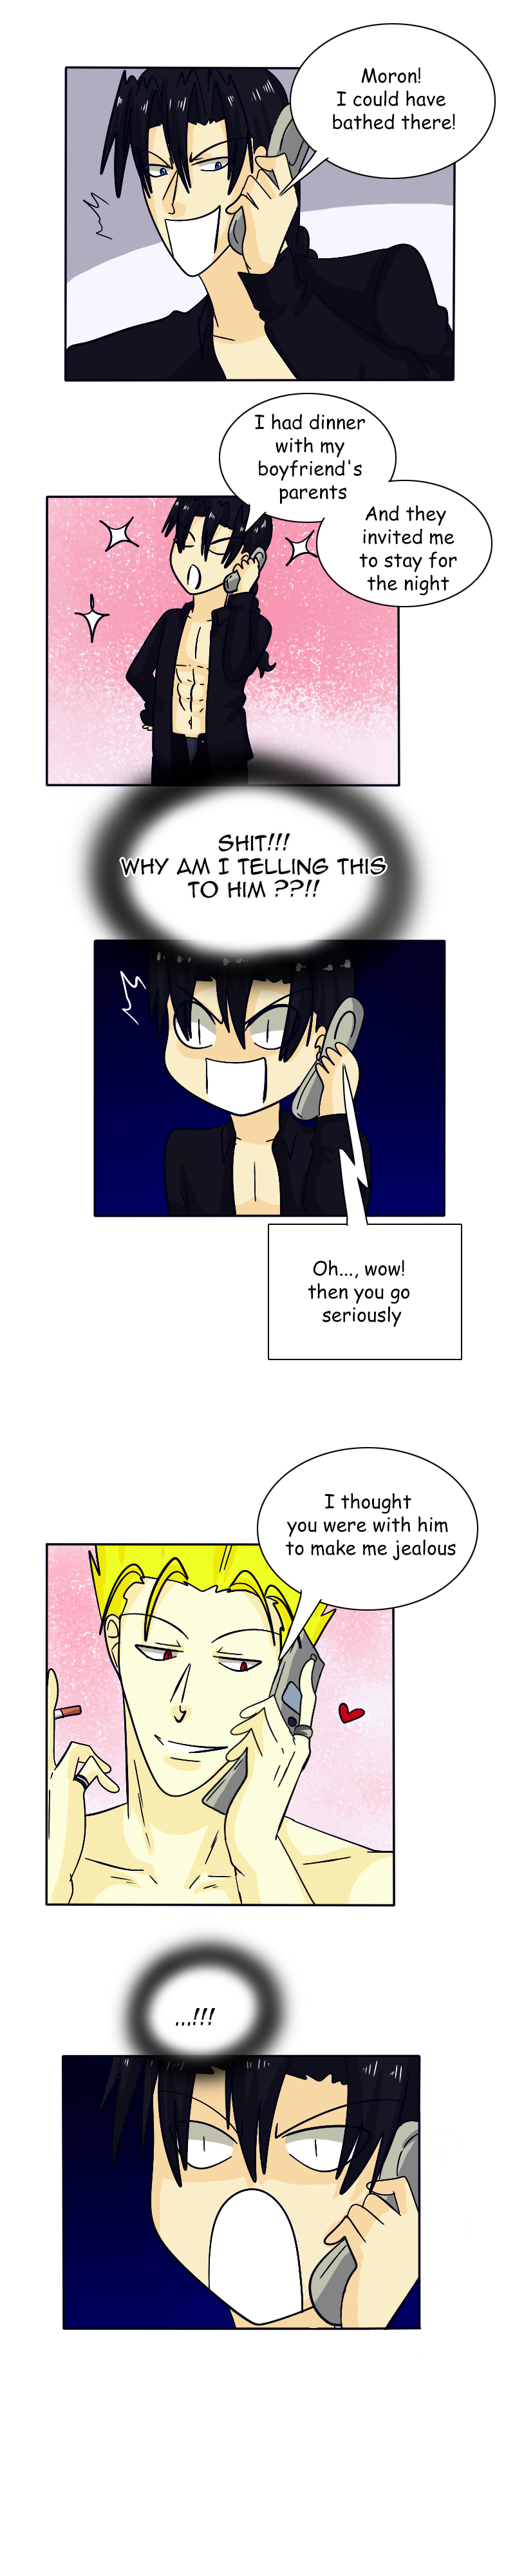 Moron!
I could have
bathed there!
I had dinner
with my
boyfriend's
parents
And they
invited me
to stay for
the night
SHIT!!!
WHY AM I TELLING THIS
TO HIM ??!!
Oh..., wow!
then you go
seriously
I thought
you were with him
to make me jealous
...!!!